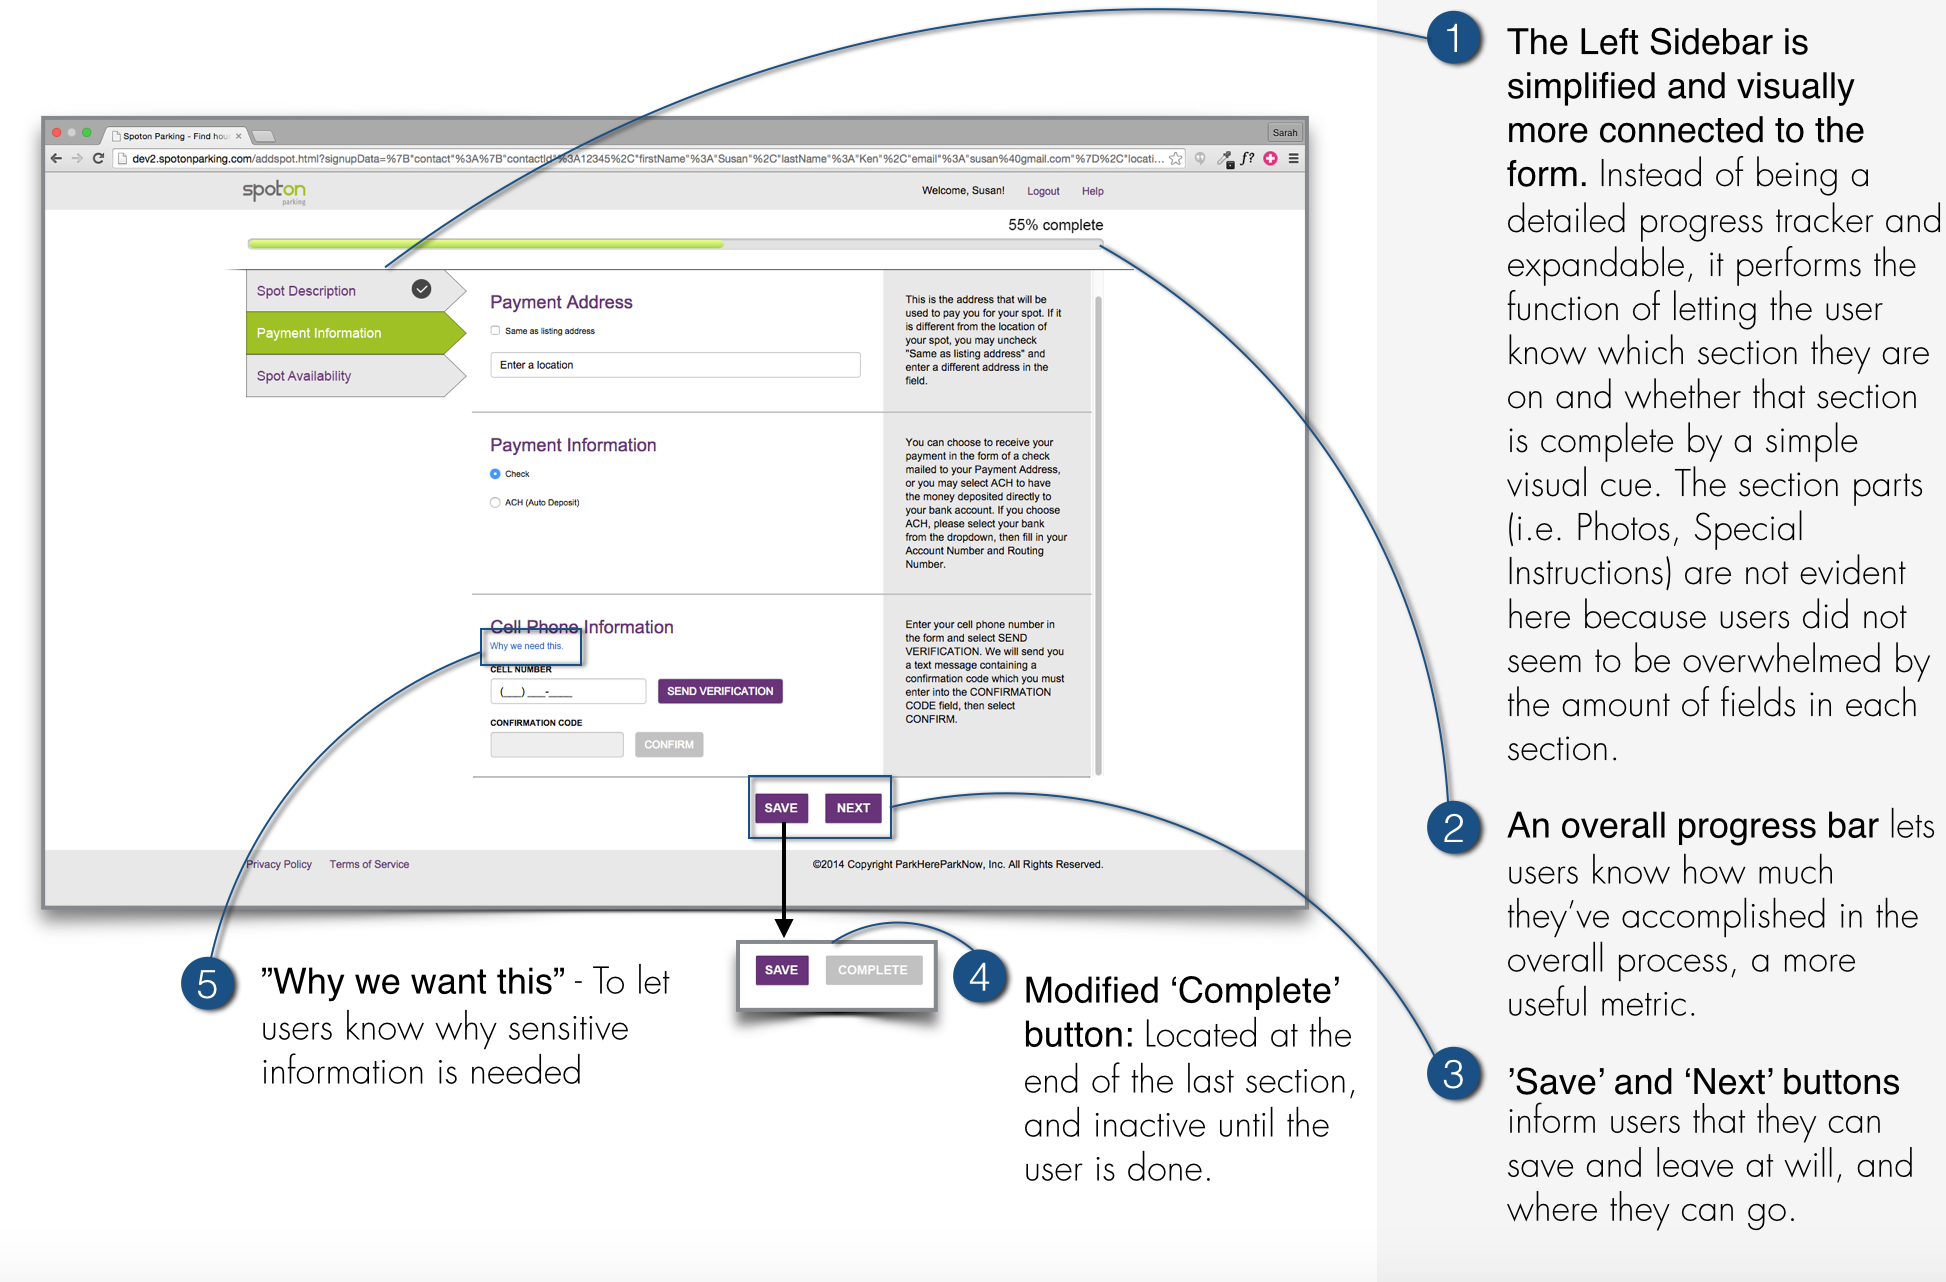 Spoton Parking - Find hou
Sarah
dev2.spotonparking.com/addspot.html?signupData=%7B"contact"%3A%7B"contactId"%3A12345%2C"firstName"%3A"Susan"%2C"lastName"%3A"Ken"%2C"email"%3A"susan%40gmail.com"%7D%2C"locati...
f?
spoton
parking
Welcome, Susan! Logout Help
55% complete
Spot Description
Payment Information
Spot Availability
Payment Address
Same as listing address
Enter a location
This is the address that will be
used to pay you for your spot. If it
is different from the location of
your spot, you may uncheck
"Same as listing address" and
enter a different address in the
field.
Payment Information
Check
ACH (Auto Deposit)
You can choose to receive your
payment in the form of a check
mailed to your Payment Address,
or you may select ACH to have
the money deposited directly to
your bank account. If you choose
ACH, please select your bank
from the dropdown, then fill in your
Account Number and Routing
Number.
Cell Phone Information
Why we need this.
CELL NUMBER
(___) ___-____
SEND VERIFICATION
CONFIRMATION CODE
CONFIRM
Enter your cell phone number in
the form and select SEND
VERIFICATION. We will send you
a text message containing a
confirmation code which you must
enter into the CONFIRMATION
CODE field, then select
CONFIRM.
SAVE NEXT
Privacy Policy Terms of Service
©2014 Copyright ParkHereParkNow, Inc. All Rights Reserved.
SAVE COMPLETE
1
The Left Sidebar is
simplified and visually
more connected to the
form. Instead of being a
detailed progress tracker and
expandable, it performs the
function of letting the user
know which section they are
on and whether that section
is complete by a simple
visual cue. The section parts
(i.e. Photos, Special
Instructions) are not evident
here because users did not
seem to be overwhelmed by
the amount of fields in each
section.
2
An overall progress bar lets
users know how much
they’ve accomplished in the
overall process, a more
useful metric.
3
’Save’ and ‘Next’ buttons
inform users that they can
save and leave at will, and
where they can go.
4
Modified ‘Complete’
button: Located at the
end of the last section,
and inactive until the
user is done.
5
”Why we want this” - To let
users know why sensitive
information is needed